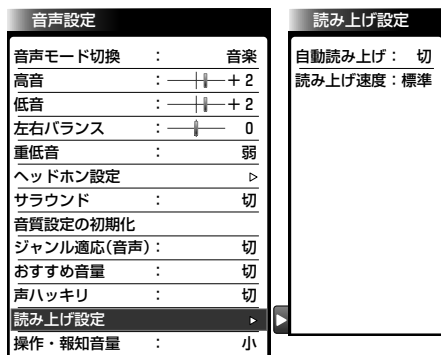 音声設定
音声モード切換 : 音楽
高音 : +2
低音 : +2
左右バランス : 0
重低音 : 弱
ヘッドホン設定
サラウンド : 切
音質設定の初期化
ジャンル適応(音声) : 切
おすすめ音量 : 切
声ハッキリ : 切
読み上げ設定
操作・報知音量 : 小
読み上げ設定
自動読み上げ : 切
読み上げ速度 : 標準